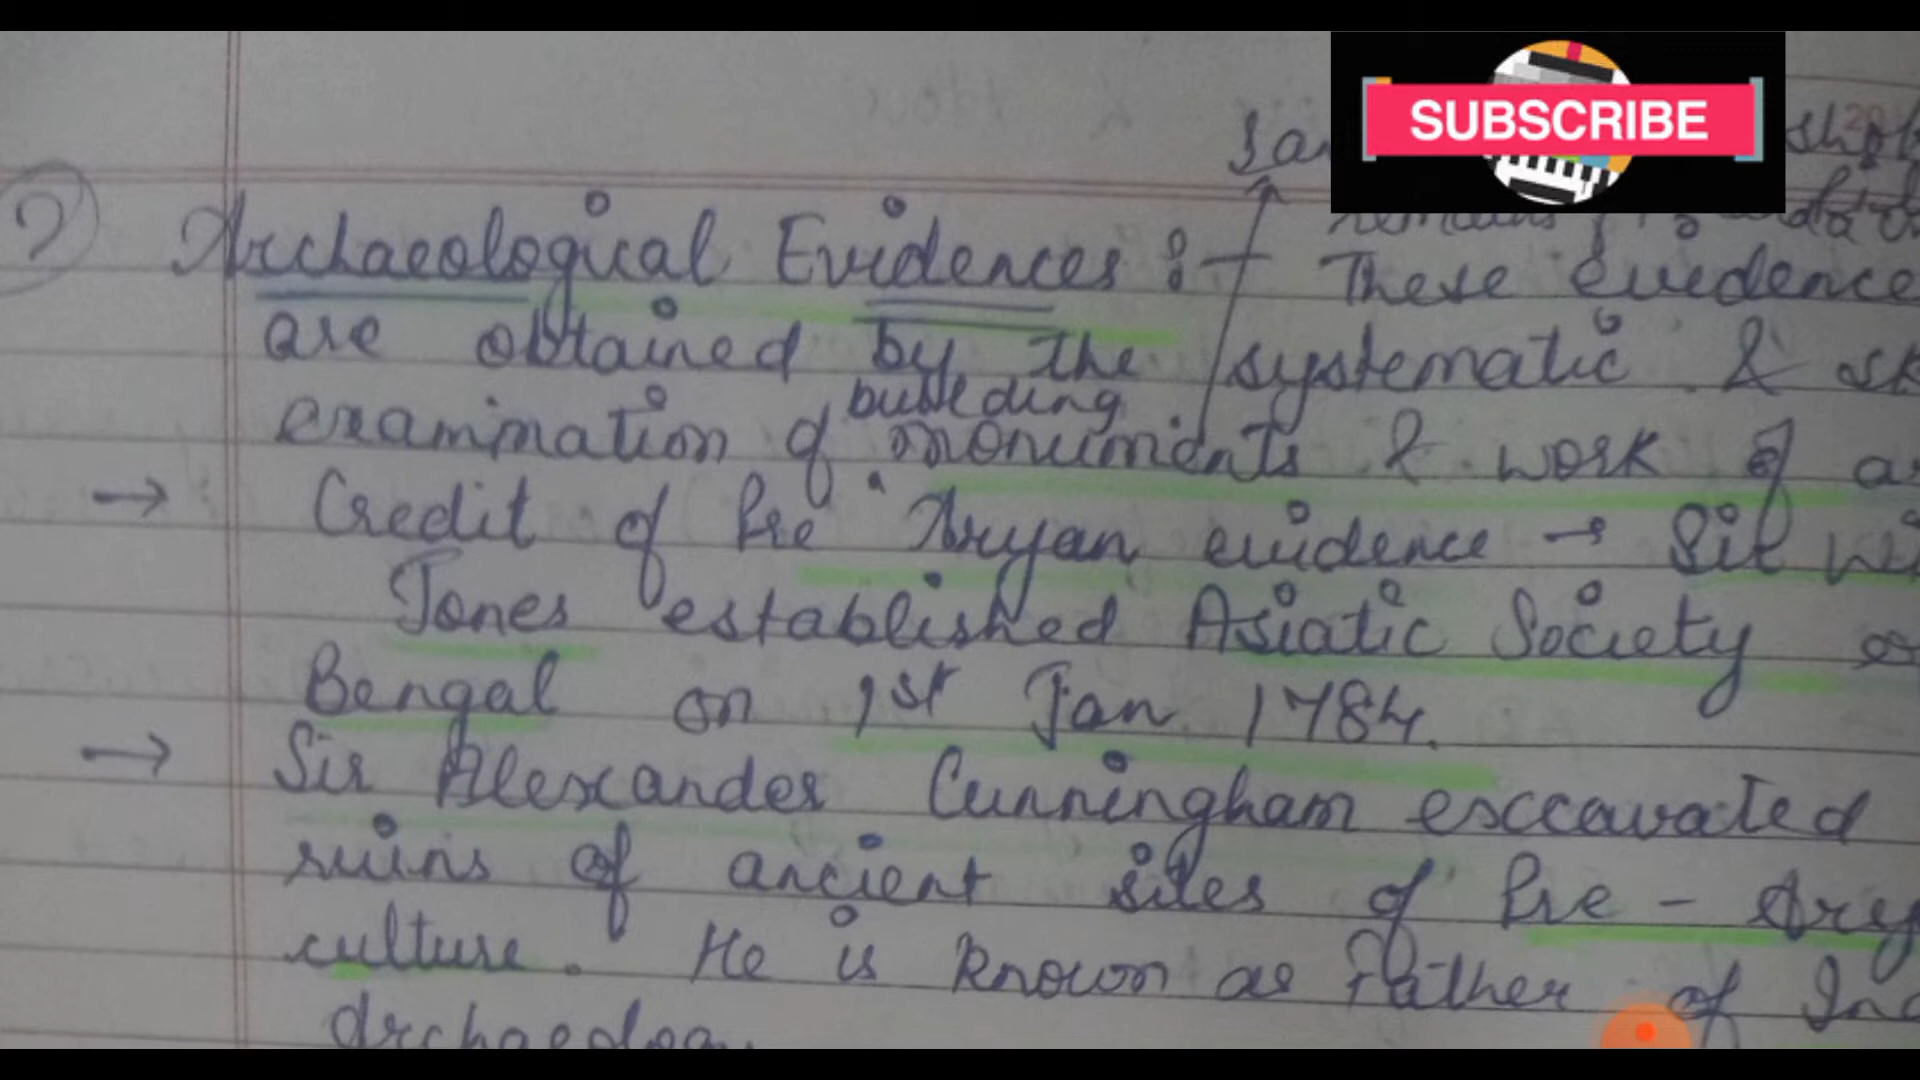 SUBSCRIBE
Archaeological Evidences :- These evidence
are obtained by the systematic &
building
examination of monuments & work of
→ Credit of Pre Aryan evidence → Sir
Jones established Asiatic Society
Bengal on 1st Jan 1784.
→ Sir Alexander Cunningham esccavated
ruins of ancient sites of Pre -
culture. He is known as Father of